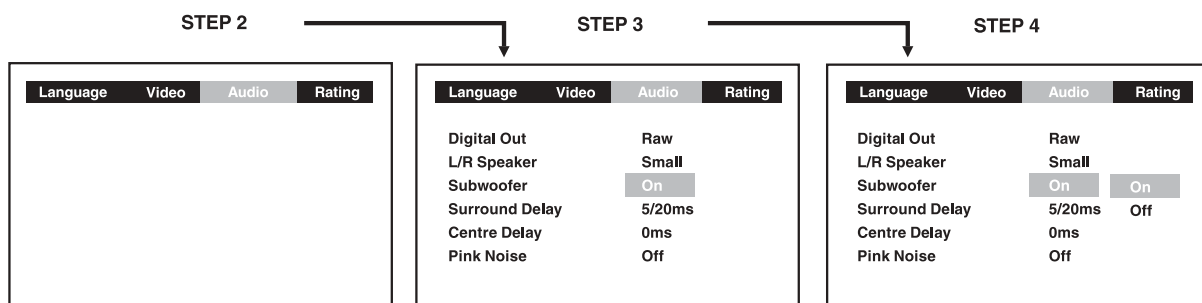 STEP 2
STEP 3
STEP 4
Language Video Audio Rating
Language Video Audio Rating
Digital Out Raw
L/R Speaker Small
Subwoofer On
Surround Delay 5/20ms
Centre Delay 0ms
Pink Noise Off
Language Video Audio Rating
Digital Out Raw
L/R Speaker Small
Subwoofer On On
Surround Delay 5/20ms Off
Centre Delay 0ms
Pink Noise Off